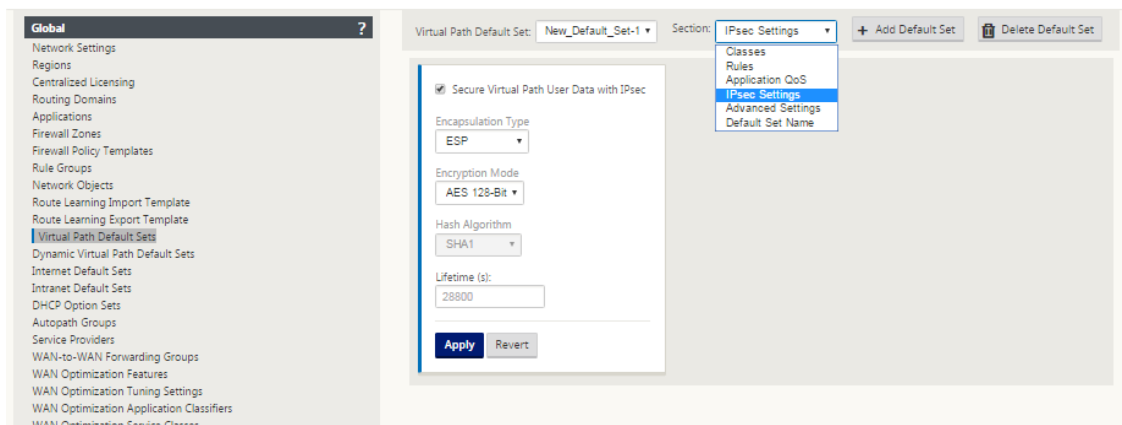 Global ?
Network Settings
Regions
Centralized Licensing
Routing Domains
Applications
Firewall Zones
Firewall Policy Templates
Rule Groups
Network Objects
Route Learning Import Template
Route Learning Export Template
Virtual Path Default Sets
Dynamic Virtual Path Default Sets
Internet Default Sets
Intranet Default Sets
DHCP Option Sets
Autopath Groups
Service Providers
WAN-to-WAN Forwarding Groups
WAN Optimization Features
WAN Optimization Tuning Settings
WAN Optimization Application Classifiers
WAN Optimization Service Classes
Virtual Path Default Set: New_Default_Set-1 Section: IPsec Settings + Add Default Set Delete Default Set
Classes
Rules
Application QoS
IPsec Settings
Advanced Settings
Default Set Name
Secure Virtual Path User Data with IPsec
Encapsulation Type
ESP
Encryption Mode
AES 128-Bit
Hash Algorithm
SHA1
Lifetime (s):
28800
Apply Revert